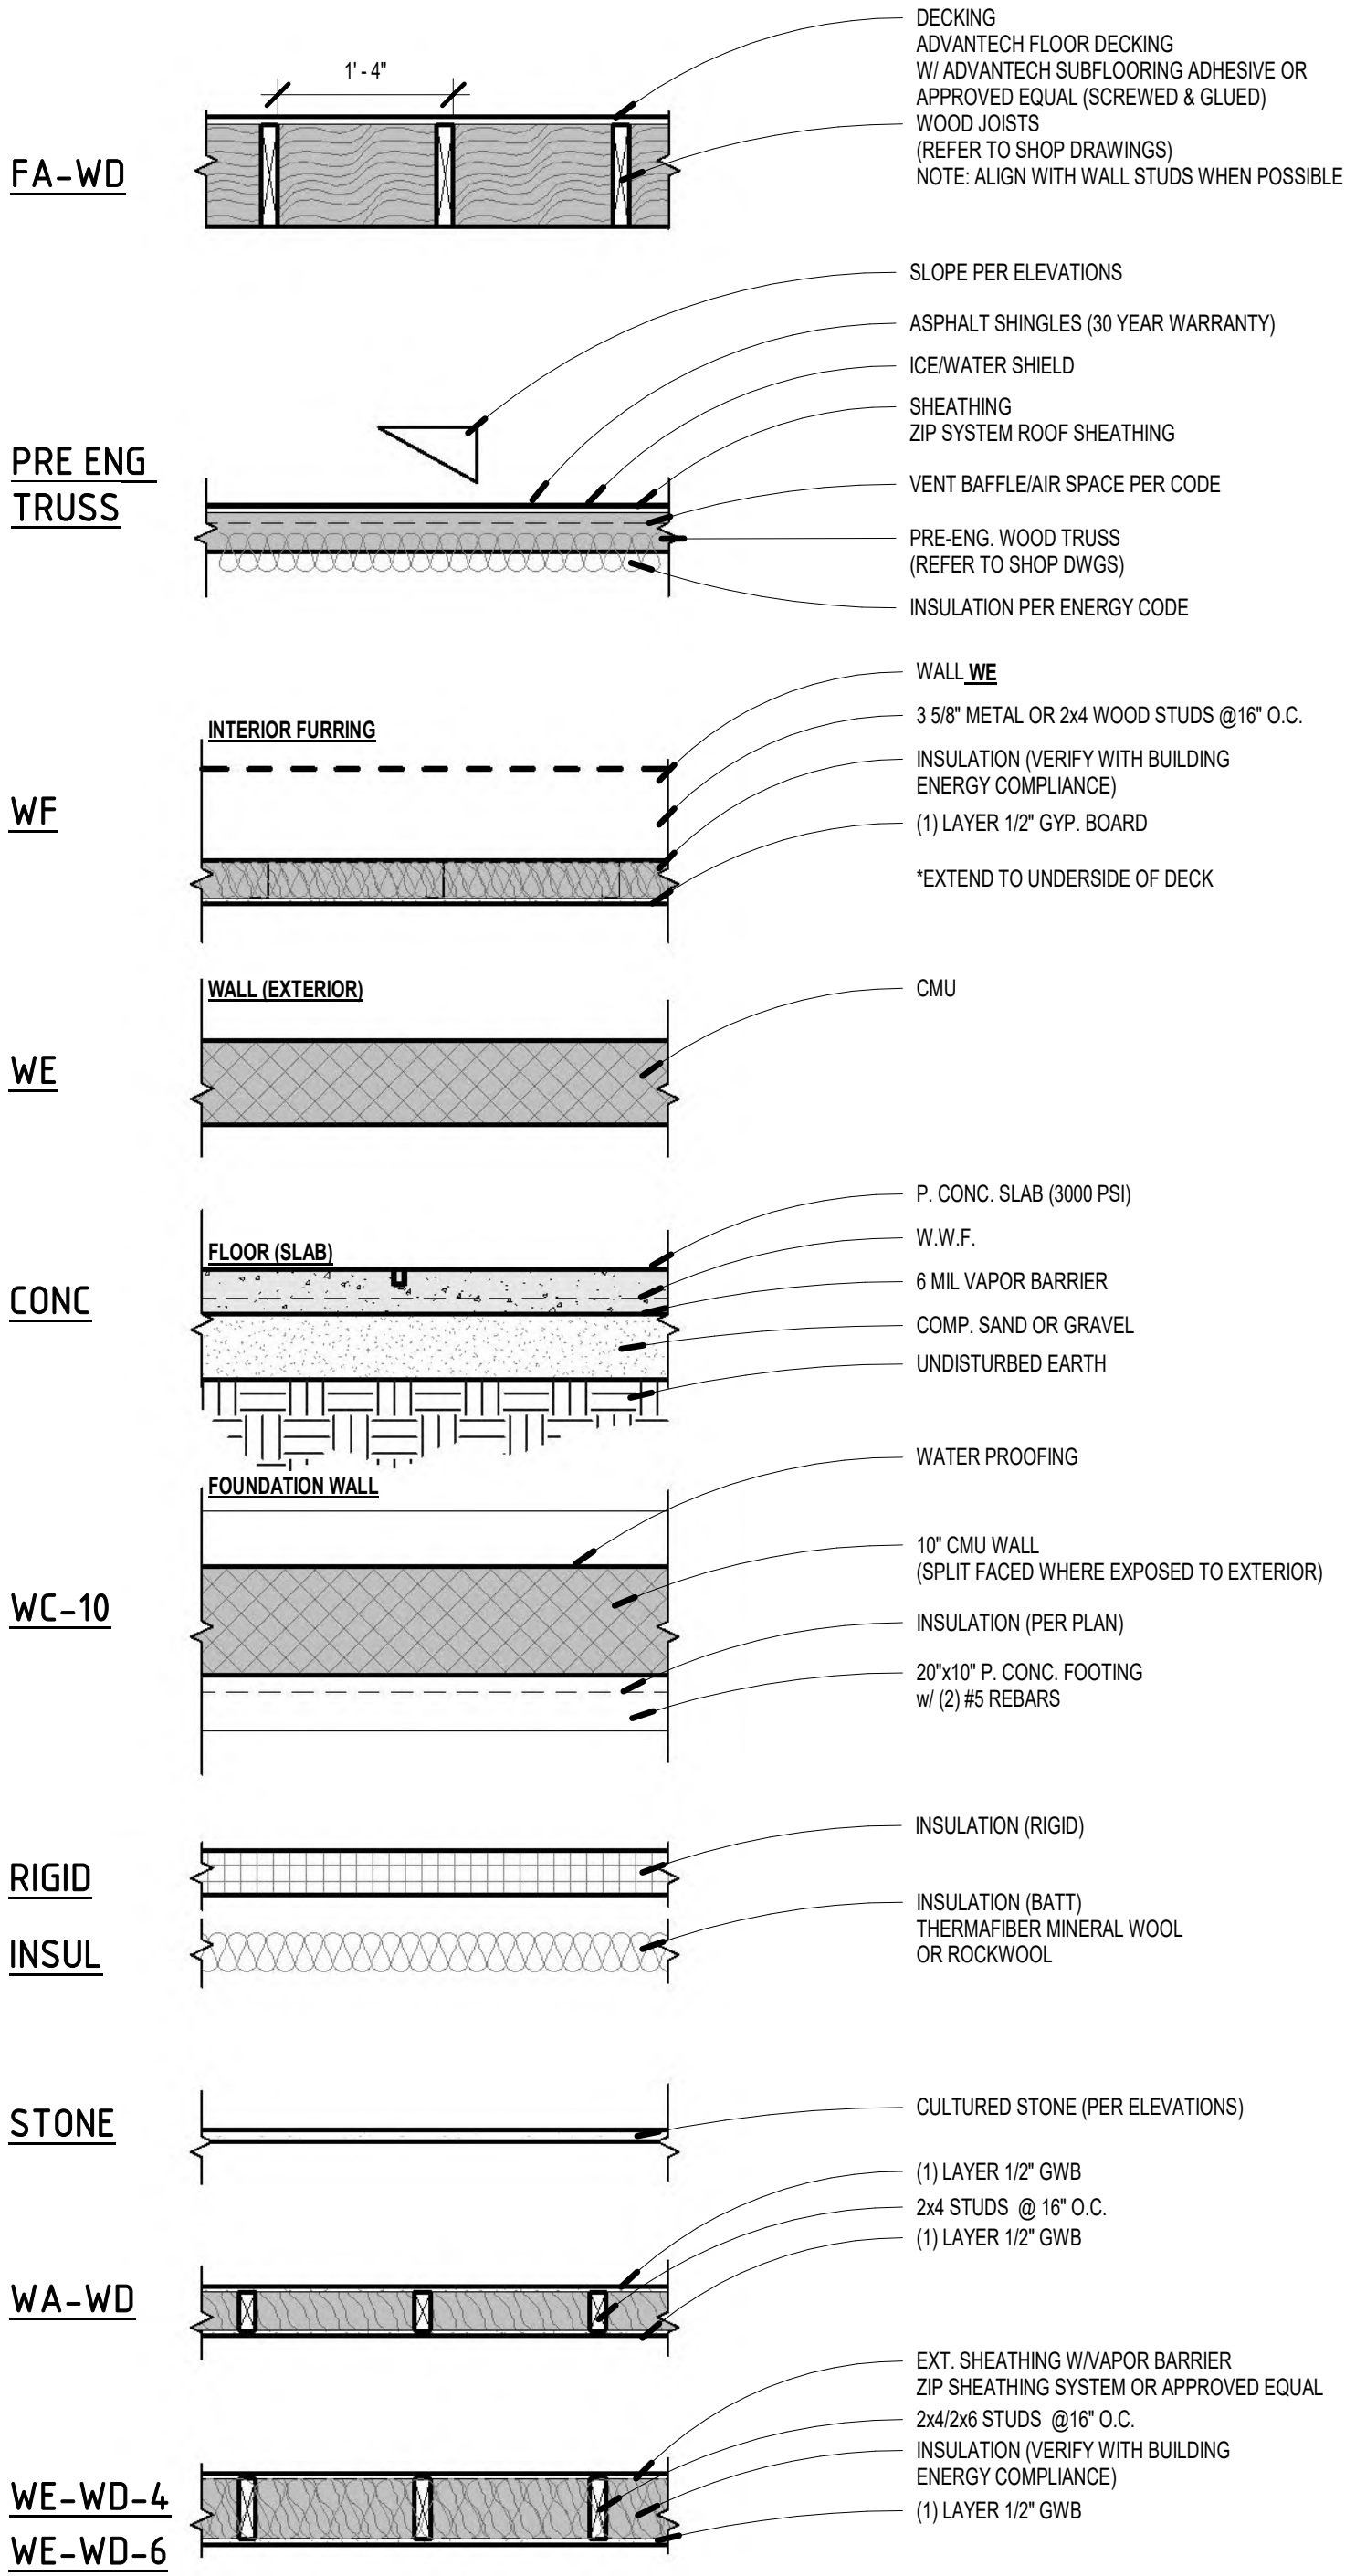 FA-WD
1' - 4"
DECKING
ADVANTECH FLOOR DECKING
W/ ADVANTECH SUBFLOORING ADHESIVE OR
APPROVED EQUAL (SCREWED & GLUED)
WOOD JOISTS
(REFER TO SHOP DRAWINGS)
NOTE: ALIGN WITH WALL STUDS WHEN POSSIBLE
PRE ENG
TRUSS
SLOPE PER ELEVATIONS
ASPHALT SHINGLES (30 YEAR WARRANTY)
ICE/WATER SHIELD
SHEATHING
ZIP SYSTEM ROOF SHEATHING
VENT BAFFLE/AIR SPACE PER CODE
PRE-ENG. WOOD TRUSS
(REFER TO SHOP DWGS)
INSULATION PER ENERGY CODE
WF
INTERIOR FURRING
WALL WE
3 5/8" METAL OR 2x4 WOOD STUDS @16" O.C.
INSULATION (VERIFY WITH BUILDING
ENERGY COMPLIANCE)
(1) LAYER 1/2" GYP. BOARD
*EXTEND TO UNDERSIDE OF DECK
WE
WALL (EXTERIOR)
CMU
CONC
FLOOR (SLAB)
P. CONC. SLAB (3000 PSI)
W.W.F.
6 MIL VAPOR BARRIER
COMP. SAND OR GRAVEL
UNDISTURBED EARTH
WC-10
FOUNDATION WALL
WATER PROOFING
10" CMU WALL
(SPLIT FACED WHERE EXPOSED TO EXTERIOR)
INSULATION (PER PLAN)
20"x10" P. CONC. FOOTING
w/ (2) #5 REBARS
RIGID
INSULATION (RIGID)
INSUL
INSULATION (BATT)
THERMAFIBER MINERAL WOOL
OR ROCKWOOL
STONE
CULTURED STONE (PER ELEVATIONS)
WA-WD
(1) LAYER 1/2" GWB
2x4 STUDS @ 16" O.C.
(1) LAYER 1/2" GWB
WE-WD-4
WE-WD-6
EXT. SHEATHING W/VAPOR BARRIER
ZIP SHEATHING SYSTEM OR APPROVED EQUAL
2x4/2x6 STUDS @16" O.C.
INSULATION (VERIFY WITH BUILDING
ENERGY COMPLIANCE)
(1) LAYER 1/2" GWB